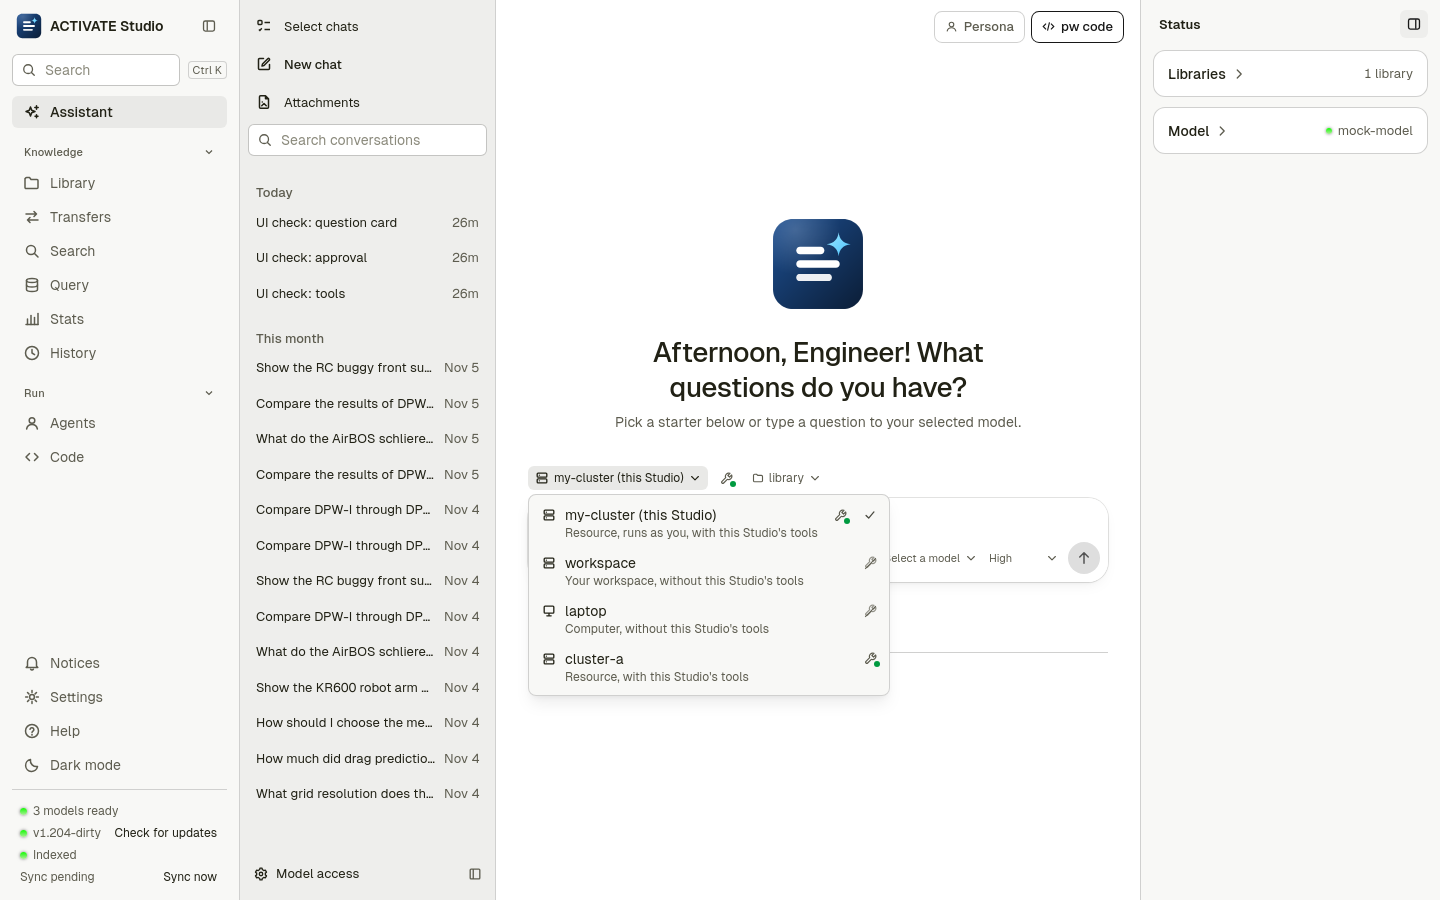 ACTIVATE Studio
Search
Ctrl K
Assistant
Knowledge
Library
Transfers
Search
Query
Stats
History
Run
Agents
Code
Notices
Settings
Help
Dark mode
3 models ready
v1.204-dirty Check for updates
Indexed
Sync pending Sync now
Select chats
New chat
Attachments
Search conversations
Today
UI check: question card 26m
UI check: approval 26m
UI check: tools 26m
This month
Show the RC buggy front su... Nov 5
Compare the results of DPW... Nov 5
What do the AirBOS schliere... Nov 5
Compare the results of DPW... Nov 5
Compare DPW-I through DP... Nov 4
Compare DPW-I through DP... Nov 4
Show the RC buggy front su... Nov 4
Compare DPW-I through DP... Nov 4
What do the AirBOS schliere... Nov 4
Show the KR600 robot arm ... Nov 4
How should I choose the me... Nov 4
How much did drag predictio... Nov 4
What grid resolution does th... Nov 4
Model access
Persona
pw code
Afternoon, Engineer! What
questions do you have?
Pick a starter below or type a question to your selected model.
my-cluster (this Studio)
library
my-cluster (this Studio)
Resource, runs as you, with this Studio's tools
workspace
Your workspace, without this Studio's tools
laptop
Computer, without this Studio's tools
cluster-a
Resource, with this Studio's tools
elect a model
High
Status
Libraries 1 library
Model mock-model